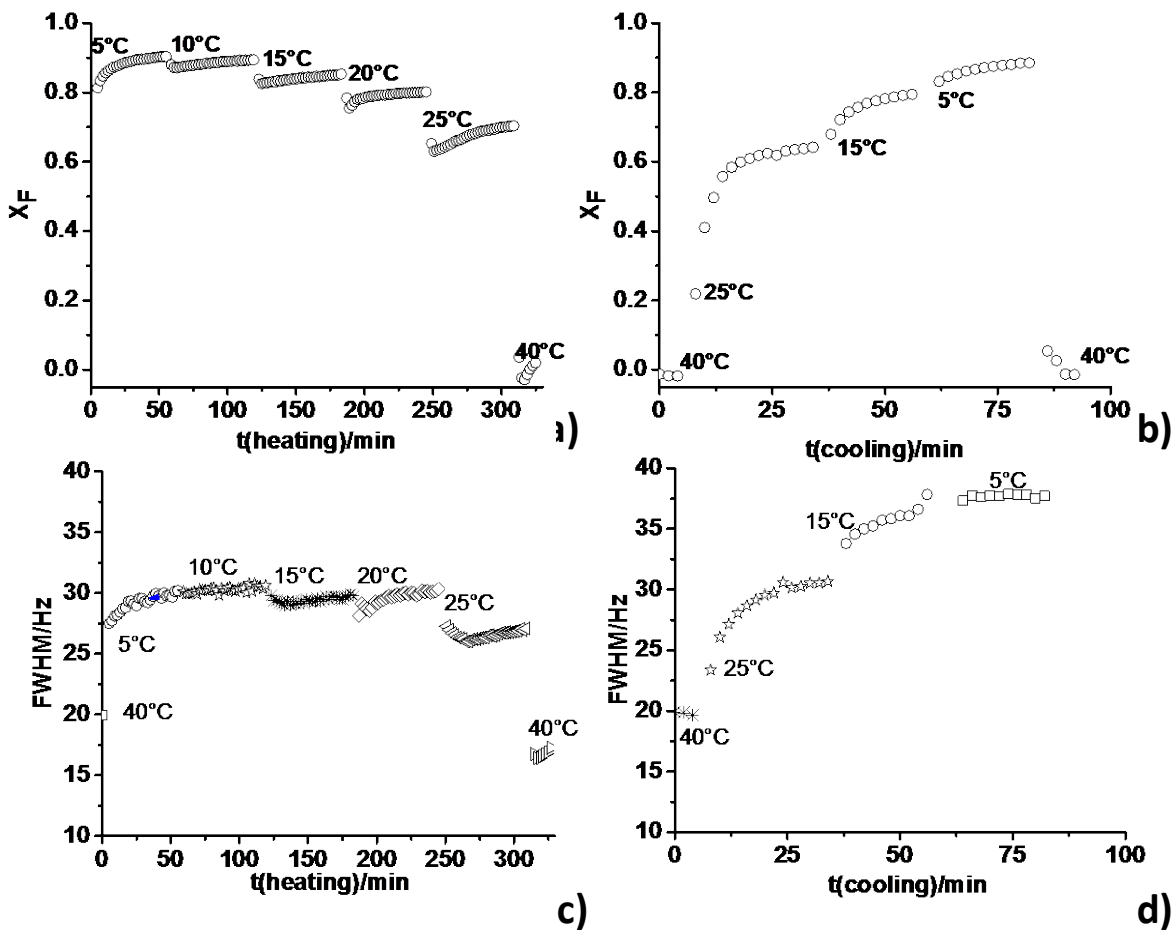 1.0
0.8
0.6
0.4
0.2
0.0
X_F
5°C
10°C
15°C
20°C
25°C
40°C
0 50 100 150 200 250 300
t(heating)/min
a)
1.0
0.8
0.6
0.4
0.2
0.0
X_F
40°C
25°C
15°C
5°C
40°C
0 25 50 75 100
t(cooling)/min
b)
40
35
30
25
20
15
10
FWHM/Hz
40°C
5°C
10°C
15°C
20°C
25°C
40°C
0 50 100 150 200 250 300
t(heating)/min
c)
40
35
30
25
20
15
10
FWHM/Hz
40°C
25°C
15°C
5°C
0 25 50 75 100
t(cooling)/min
d)